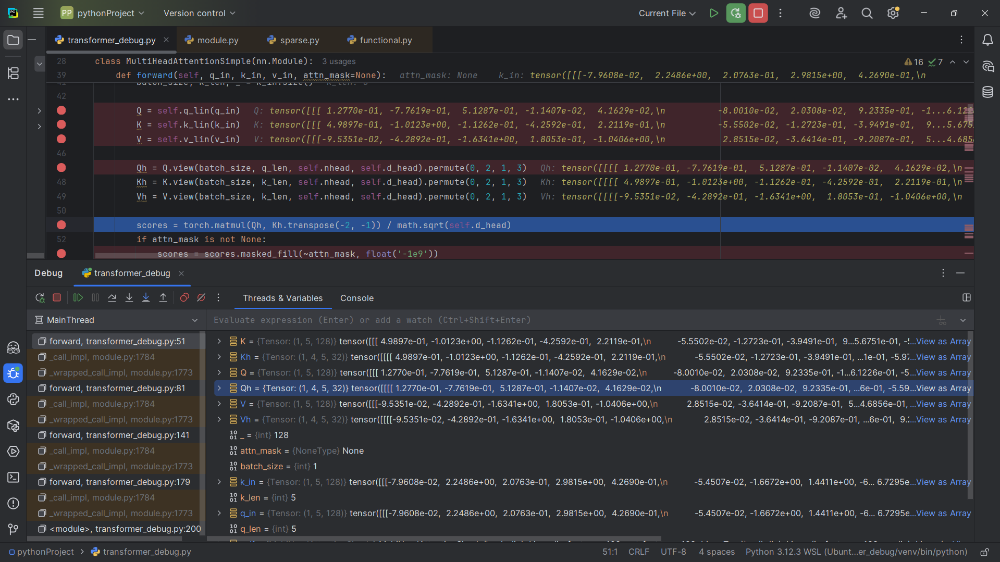 PC
PP pythonProject
Version control
Current File
transformer_debug.py
module.py
sparse.py
functional.py
28 class MultiHeadAttentionSimple(nn.Module): 3 usages
16 7
39 def forward(self, q_in, k_in, v_in, attn_mask=None): attn_mask: None k_in: tensor([[[-7.9608e-02, 2.2486e+00, 2.0763e-01, 2.9815e+00, 4.2690e-01,\n
41 batch_size, k_len, _ = k_in.size() k_len: 5
42
Q = self.q_lin(q_in) Q: tensor([[[ 1.2770e-01, -7.7619e-01, 5.1287e-01, -1.1407e-02, 4.1629e-02,\n -8.0010e-02, 2.0308e-02, 9.2335e-01, -1...6.122
K = self.k_lin(k_in) K: tensor([[[ 4.9897e-01, -1.0123e+00, -1.1262e-01, -4.2592e-01, 2.2119e-01,\n -5.5502e-02, -1.2723e-01, -3.9491e-01, 9...5.675
V = self.v_lin(v_in) V: tensor([[[-9.5351e-02, -4.2892e-01, -1.6341e+00, 1.8053e-01, -1.0406e+00,\n 2.8515e-02, -3.6414e-01, -9.2087e-01, 5...4.685
46
Qh = Q.view(batch_size, q_len, self.nhead, self.d_head).permute(0, 2, 1, 3) Qh: tensor([[[[ 1.2770e-01, -7.7619e-01, 5.1287e-01, -1.1407e-02, 4.1629e-02,\n
48 Kh = K.view(batch_size, k_len, self.nhead, self.d_head).permute(0, 2, 1, 3) Kh: tensor([[[[ 4.9897e-01, -1.0123e+00, -1.1262e-01, -4.2592e-01, 2.2119e-01,\n
49 Vh = V.view(batch_size, k_len, self.nhead, self.d_head).permute(0, 2, 1, 3) Vh: tensor([[[[-9.5351e-02, -4.2892e-01, -1.6341e+00, 1.8053e-01, -1.0406e+00,\n
50
scores = torch.matmul(Qh, Kh.transpose(-2, -1)) / math.sqrt(self.d_head)
52 if attn_mask is not None:
scores = scores.masked_fill(~attn_mask, float('-1e9'))
Debug
transformer_debug
Threads & Variables
Console
MainThread
Evaluate expression (Enter) or add a watch (Ctrl+Shift+Enter)
forward, transformer_debug.py:51
_call_impl, module.py:1784
_wrapped_call_impl, module.py:1773
forward, transformer_debug.py:81
_call_impl, module.py:1784
_wrapped_call_impl, module.py:1773
forward, transformer_debug.py:141
_call_impl, module.py:1784
_wrapped_call_impl, module.py:1773
forward, transformer_debug.py:179
_call_impl, module.py:1784
_wrapped_call_impl, module.py:1773
<module>, transformer_debug.py:200
K = {Tensor: (1, 5, 128)} tensor([[[ 4.9897e-01, -1.0123e+00, -1.1262e-01, -4.2592e-01, 2.2119e-01,\n -5.5502e-02, -1.2723e-01, -3.9491e-01, 9...5.6751e-01, -5...View as Array
Kh = {Tensor: (1, 4, 5, 32)} tensor([[[[ 4.9897e-01, -1.0123e+00, -1.1262e-01, -4.2592e-01, 2.2119e-01,\n -5.5502e-02, -1.2723e-01, -3.9491e-01, ...1e-01, -5.97...View as Array
Q = {Tensor: (1, 5, 128)} tensor([[[ 1.2770e-01, -7.7619e-01, 5.1287e-01, -1.1407e-02, 4.1629e-02,\n -8.0010e-02, 2.0308e-02, 9.2335e-01, -1...6.1226e-01, -5...View as Array
Qh = {Tensor: (1, 4, 5, 32)} tensor([[[[ 1.2770e-01, -7.7619e-01, 5.1287e-01, -1.1407e-02, 4.1629e-02,\n -8.0010e-02, 2.0308e-02, 9.2335e-01, ...6e-01, -5.59...View as Array
V = {Tensor: (1, 5, 128)} tensor([[[-9.5351e-02, -4.2892e-01, -1.6341e+00, 1.8053e-01, -1.0406e+00,\n 2.8515e-02, -3.6414e-01, -9.2087e-01, 5...4.6856e-01, ...View as Array
Vh = {Tensor: (1, 4, 5, 32)} tensor([[[[-9.5351e-02, -4.2892e-01, -1.6341e+00, 1.8053e-01, -1.0406e+00,\n 2.8515e-02, -3.6414e-01, -9.2087e-01, ...6e-01, 9.2...View as Array
_ = {int} 128
attn_mask = {NoneType} None
batch_size = {int} 1
k_in = {Tensor: (1, 5, 128)} tensor([[[-7.9608e-02, 2.2486e+00, 2.0763e-01, 2.9815e+00, 4.2690e-01,\n -5.4507e-02, -1.6672e+00, 1.4411e+00, -6... 6.7295e...View as Array
k_len = {int} 5
q_in = {Tensor: (1, 5, 128)} tensor([[[-7.9608e-02, 2.2486e+00, 2.0763e-01, 2.9815e+00, 4.2690e-01,\n -5.4507e-02, -1.6672e+00, 1.4411e+00, -6... 6.7295e...View as Array
q_len = {int} 5
pythonProject > transformer_debug.py
51:1 CRLF UTF-8 4 spaces Python 3.12.3 WSL (Ubunt...er_debug/venv/bin/python)